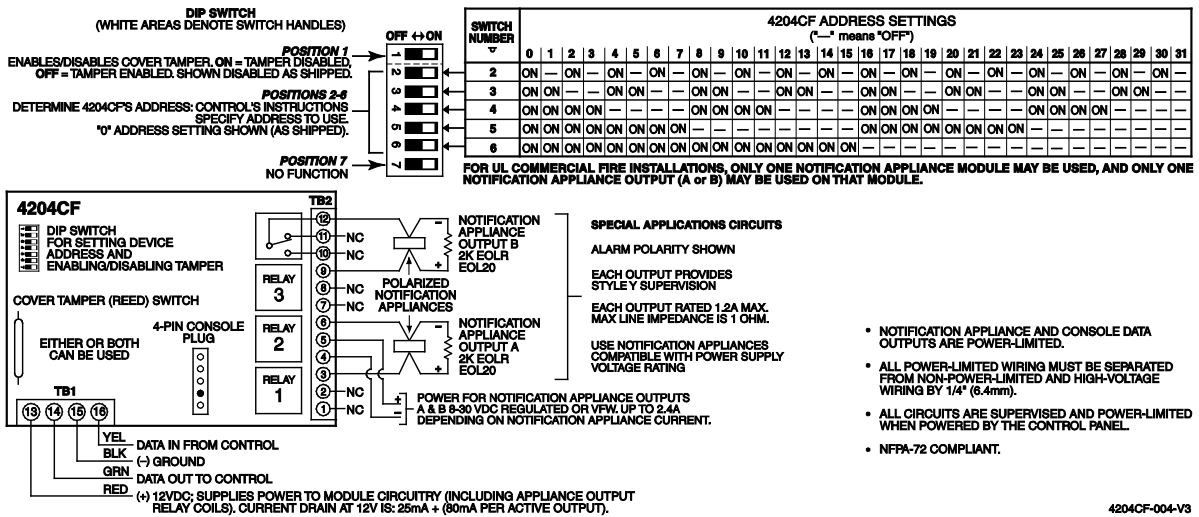 DIP SWITCH
(WHITE AREAS DENOTE SWITCH HANDLES)
OFF ↔ ON
POSITION 1
ENABLES/DISABLES COVER TAMPER. ON = TAMPER DISABLED,
OFF = TAMPER ENABLED. SHOWN DISABLED AS SHIPPED.
POSITIONS 2-6
DETERMINE 4204CF'S ADDRESS: CONTROL'S INSTRUCTIONS
SPECIFY ADDRESS TO USE.
"0" ADDRESS SETTING SHOWN (AS SHIPPED).
POSITION 7
NO FUNCTION
1
2
3
4
5
6
7
SWITCH
NUMBER
4204CF ADDRESS SETTINGS
("—" means "OFF")
0 1 2 3 4 5 6 7 8 9 10 11 12 13 14 15 16 17 18 19 20 21 22 23 24 25 26 27 28 29 30 31
2 ON — ON — ON — ON — ON — ON — ON — ON — ON — ON — ON — ON — ON — ON — ON — ON —
3 ON ON — — ON ON — — ON ON — — ON ON — — ON ON — — ON ON — — ON ON — — ON ON — —
4 ON ON ON ON — — — — ON ON ON ON — — — — ON ON ON ON — — — — ON ON ON ON — — — —
5 ON ON ON ON ON ON ON ON — — — — — — — — ON ON ON ON ON ON ON ON — — — — — — — —
6 ON ON ON ON ON ON ON ON ON ON ON ON ON ON ON ON — — — — — — — — — — — — — — — —
FOR UL COMMERCIAL FIRE INSTALLATIONS, ONLY ONE NOTIFICATION APPLIANCE MODULE MAY BE USED, AND ONLY ONE
NOTIFICATION APPLIANCE OUTPUT (A or B) MAY BE USED ON THAT MODULE.
4204CF
DIP SWITCH
FOR SETTING DEVICE
ADDRESS AND
ENABLING/DISABLING TAMPER
COVER TAMPER (REED) SWITCH
EITHER OR BOTH
CAN BE USED
4-PIN CONSOLE
PLUG
RELAY
3
RELAY
2
RELAY
1
TB2
12
11 NC
10 NC
9
8 NC
7 NC
6
5
4
3
2 NC
1 NC
–
+
NOTIFICATION
APPLIANCE
OUTPUT B
2K EOLR
EOL20
POLARIZED
NOTIFICATION
APPLIANCES
–
+
NOTIFICATION
APPLIANCE
OUTPUT A
2K EOLR
EOL20
+
–
POWER FOR NOTIFICATION APPLIANCE OUTPUTS
A & B 8-30 VDC REGULATED OR VFW. UP TO 2.4A
DEPENDING ON NOTIFICATION APPLIANCE CURRENT.
SPECIAL APPLICATIONS CIRCUITS
ALARM POLARITY SHOWN
EACH OUTPUT PROVIDES
STYLE Y SUPERVISION
EACH OUTPUT RATED 1.2A MAX.
MAX LINE IMPEDANCE IS 1 OHM.
USE NOTIFICATION APPLIANCES
COMPATIBLE WITH POWER SUPPLY
VOLTAGE RATING
• NOTIFICATION APPLIANCE AND CONSOLE DATA
OUTPUTS ARE POWER-LIMITED.
• ALL POWER-LIMITED WIRING MUST BE SEPARATED
FROM NON-POWER-LIMITED AND HIGH-VOLTAGE
WIRING BY 1/4" (6.4mm).
• ALL CIRCUITS ARE SUPERVISED AND POWER-LIMITED
WHEN POWERED BY THE CONTROL PANEL.
• NFPA-72 COMPLIANT.
TB1
13 14 15 16
YEL DATA IN FROM CONTROL
BLK (–) GROUND
GRN DATA OUT TO CONTROL
RED (+) 12VDC; SUPPLIES POWER TO MODULE CIRCUITRY (INCLUDING APPLIANCE OUTPUT
RELAY COILS). CURRENT DRAIN AT 12V IS: 25mA + (80mA PER ACTIVE OUTPUT).
4204CF-004-V3